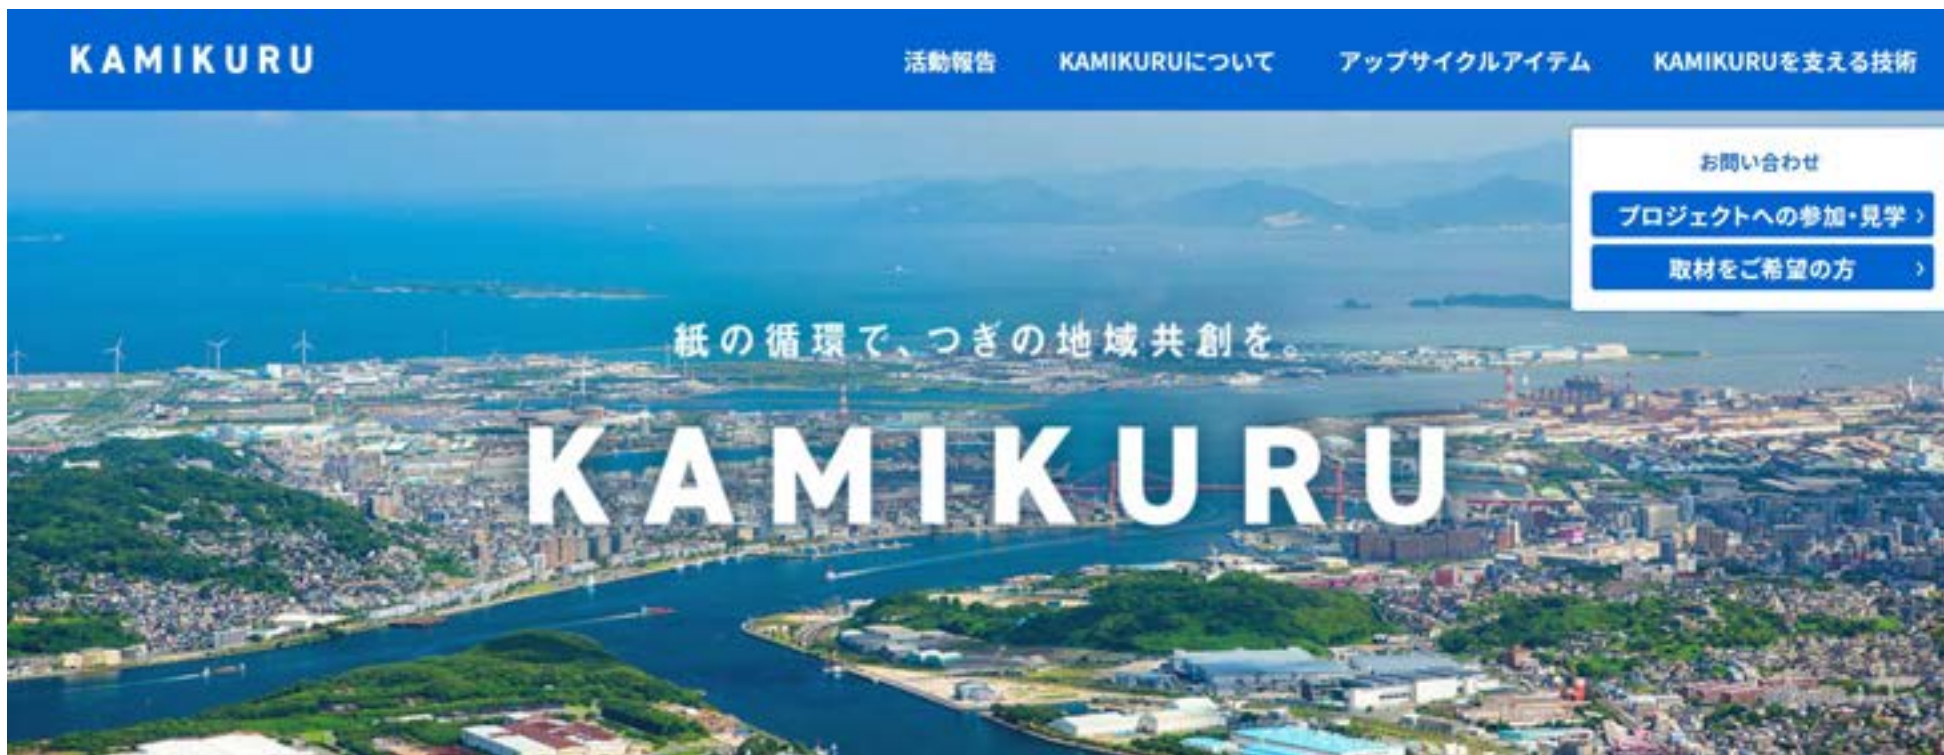 KAMIKURU
活動報告
KAMIKURUについて
アップサイクルアイテム
KAMIKURUを支える技術
お問い合わせ
プロジェクトへの参加・見学 ›
取材をご希望の方 ›
紙の循環で、つぎの地域共創を。
KAMIKURU